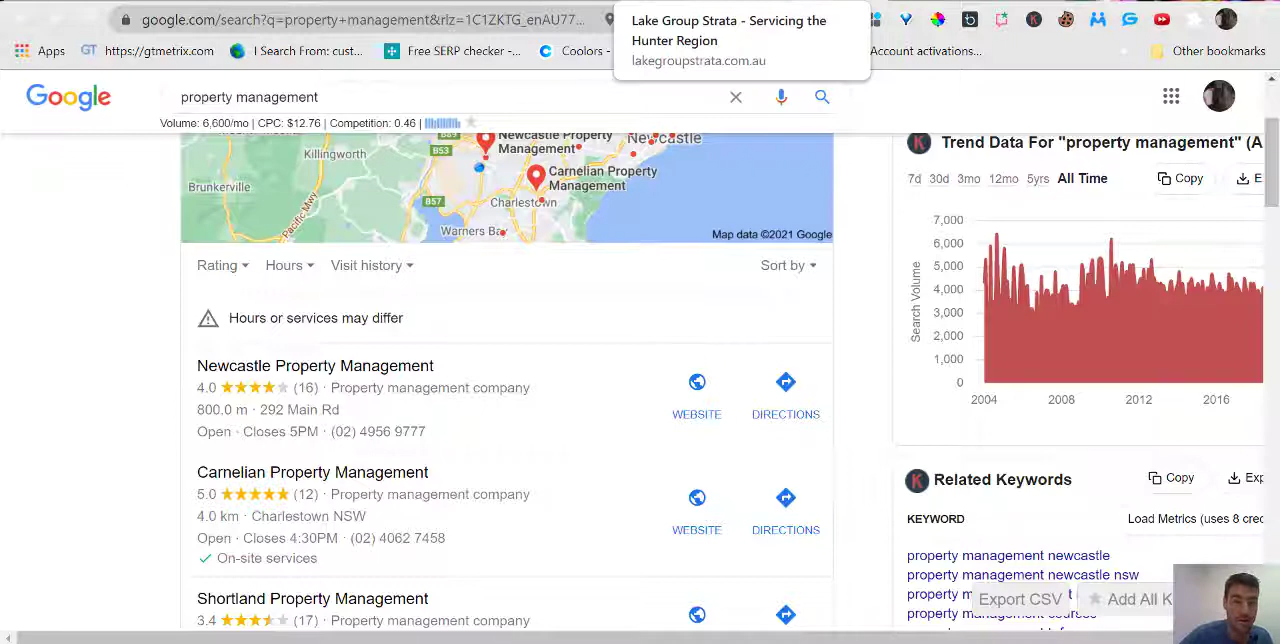 google.com/search?q=property+management&rlz=1C1ZKTG_enAU77...
Lake Group Strata - Servicing the
Hunter Region
lakegroupstrata.com.au
Apps
GT https://gtmetrix.com
I Search From: cust...
Free SERP checker -...
Coolors -
Account activations...
Other bookmarks
Google
property management
Volume: 6,600/mo | CPC: $12.76 | Competition: 0.46 |
Killingworth
B89
B53
Newcastle Property
Management
Newcastle
Carnelian Property
Management
Brunkerville
Pacific Mwy
B57
Charlestown
Warners Bay
Map data ©2021 Google
Rating
Hours
Visit history
Sort by
Hours or services may differ
Newcastle Property Management
4.0 (16) · Property management company
800.0 m · 292 Main Rd
Open · Closes 5PM · (02) 4956 9777
WEBSITE
DIRECTIONS
Carnelian Property Management
5.0 (12) · Property management company
4.0 km · Charlestown NSW
Open · Closes 4:30PM · (02) 4062 7458
On-site services
WEBSITE
DIRECTIONS
Shortland Property Management
3.4 (17) · Property management company
K Trend Data For "property management" (A
7d 30d 3mo 12mo 5yrs All Time
Copy
E
7,000
6,000
5,000
4,000
3,000
2,000
1,000
0
Search Volume
2004 2008 2012 2016
K Related Keywords
Copy
Exp
KEYWORD
Load Metrics (uses 8 cred
property management newcastle
property management newcastle nsw
Export CSV
Add All K